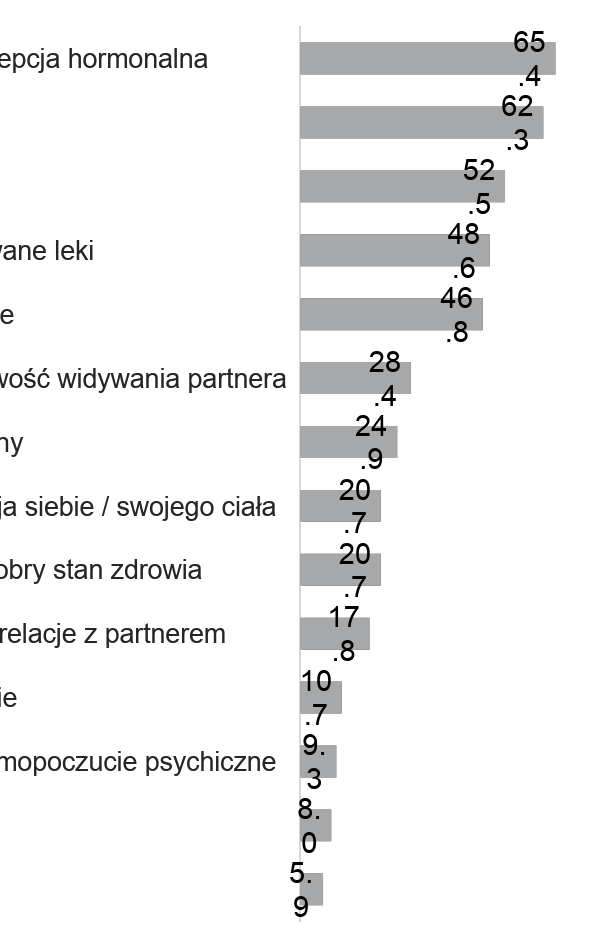 epcja hormonalna 65
.4
62
.3
52
.5
wane leki 48
.6
e 46
.8
wość widywania partnera 28
.4
ny 24
.9
ja siebie / swojego ciała 20
.7
obry stan zdrowia 20
.7
relacje z partnerem 17
.8
ie 10
.7
mopoczucie psychiczne 9.
3
8.
0
5.
9